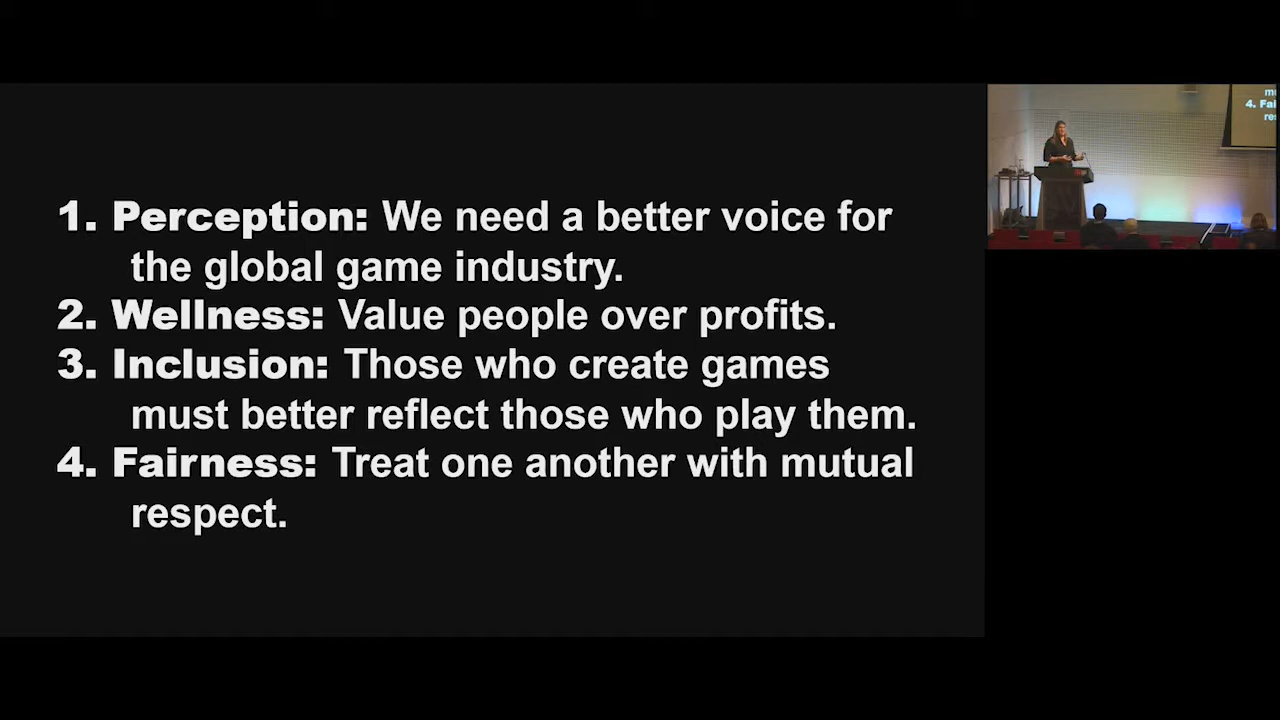 1. Perception: We need a better voice for
the global game industry.
2. Wellness: Value people over profits.
3. Inclusion: Those who create games
must better reflect those who play them.
4. Fairness: Treat one another with mutual
respect.
4. Fai